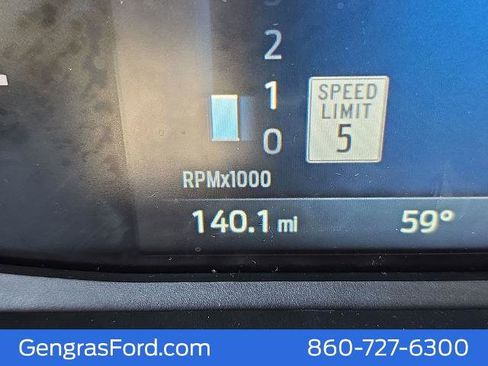 2
1
0
SPEED
LIMIT
5
RPMx1000
140.1 mi 59°
GengrasFord.com 860-727-6300